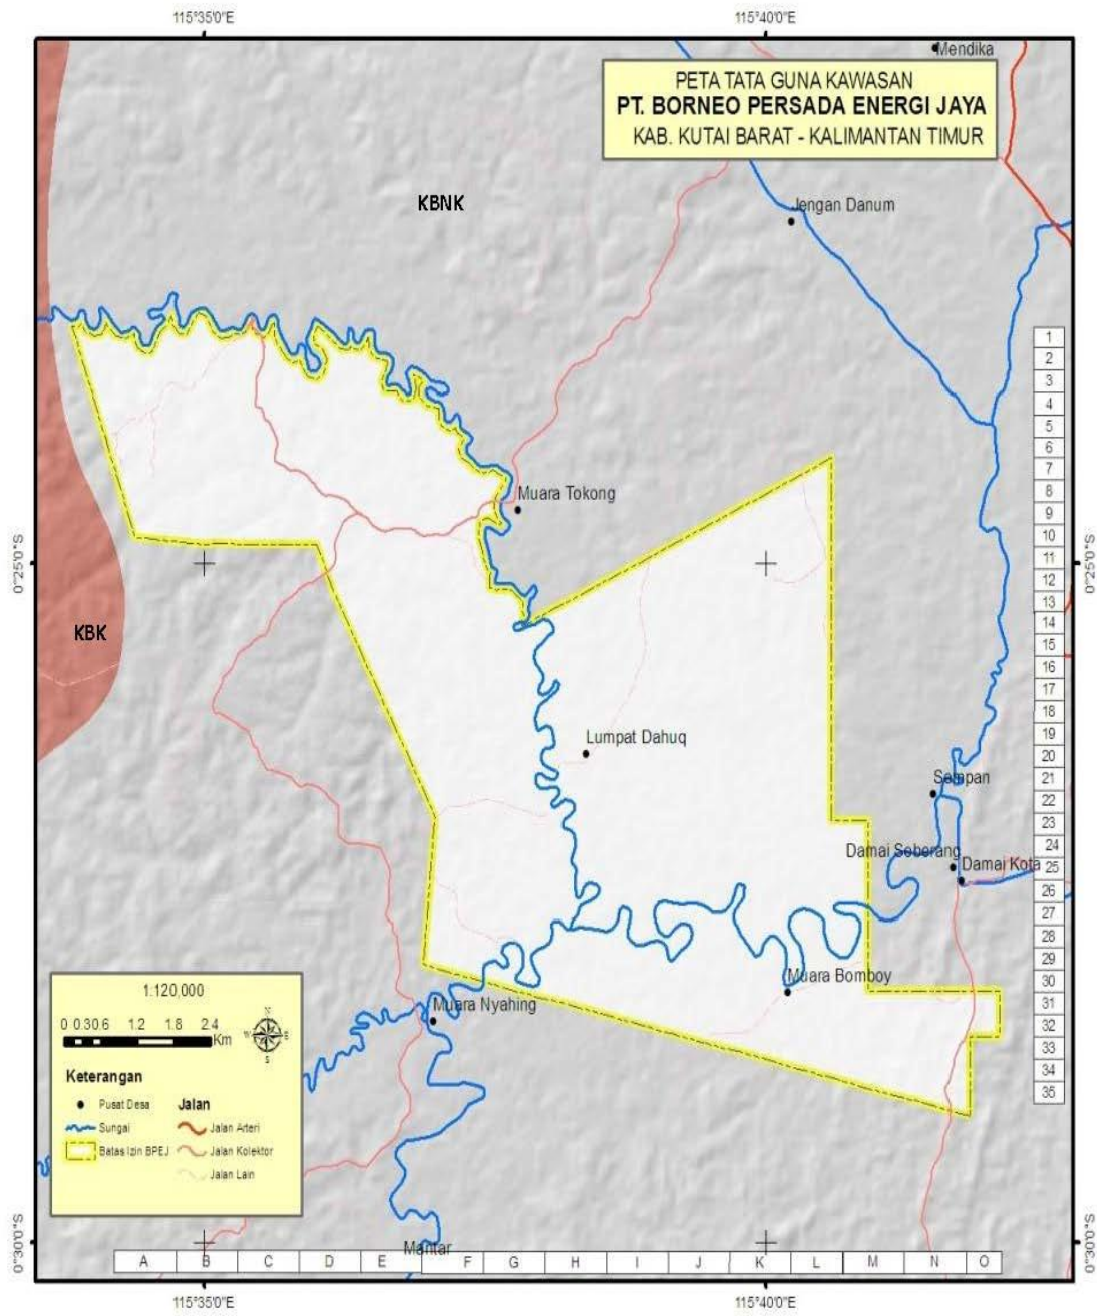 115°35'0"E
115°40'0"E
Mendika
PETA TATA GUNA KAWASAN
PT. BORNEO PERSADA ENERGI JAYA
KAB. KUTAI BARAT - KALIMANTAN TIMUR
KBNK
Jengan Danum
1
2
3
4
5
6
7
8
9
10
11
12
13
14
15
16
17
18
19
20
21
22
23
24
25
26
27
28
29
30
31
32
33
34
35
Muara Tokong
0°25'0"S
0°25'0"S
KBK
Lumpat Dahuq
Sempan
Damai Seberang
Damai Kota
Muara Bomboy
Muara Nyahing
1:120,000
0 0.30.6 1.2 1.8 2.4
Km
N
E
S
W
Keterangan
Pusat Desa
Sungai
Batas Izin BPEJ
Jalan
Jalan Arteri
Jalan Kolektor
Jalan Lain
Mantar
0°30'0"S
0°30'0"S
A B C D E F G H I J K L M N O
115°35'0"E
115°40'0"E